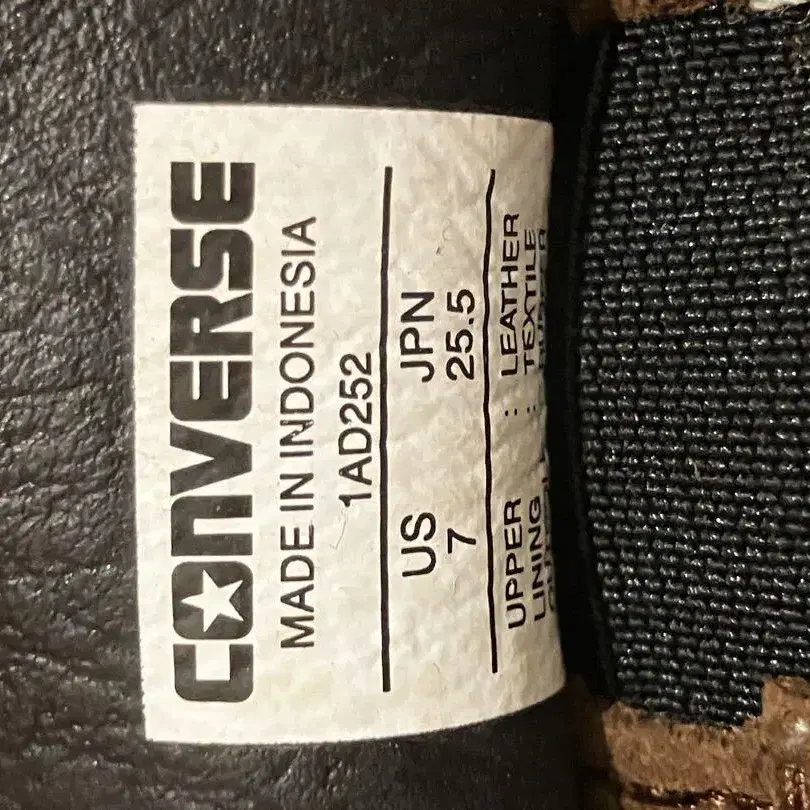 CONVERSE
MADE IN INDONESIA
1AD252
US JPN
7 25.5
UPPER : LEATHER
LINING : TEXTILE